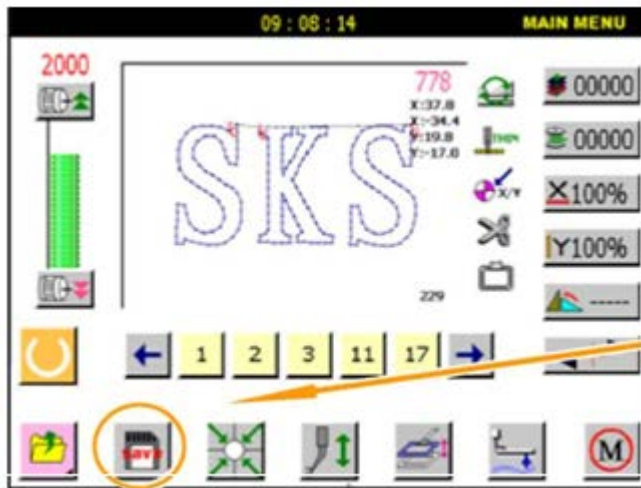 09 : 08 : 14
MAIN MENU
2000
778
X:37.8
X:-34.4
Y:19.8
Y:-17.0
SKS
229
X/Y
00000
00000
X100%
Y100%
-----
1 2 3 11 17
save
M